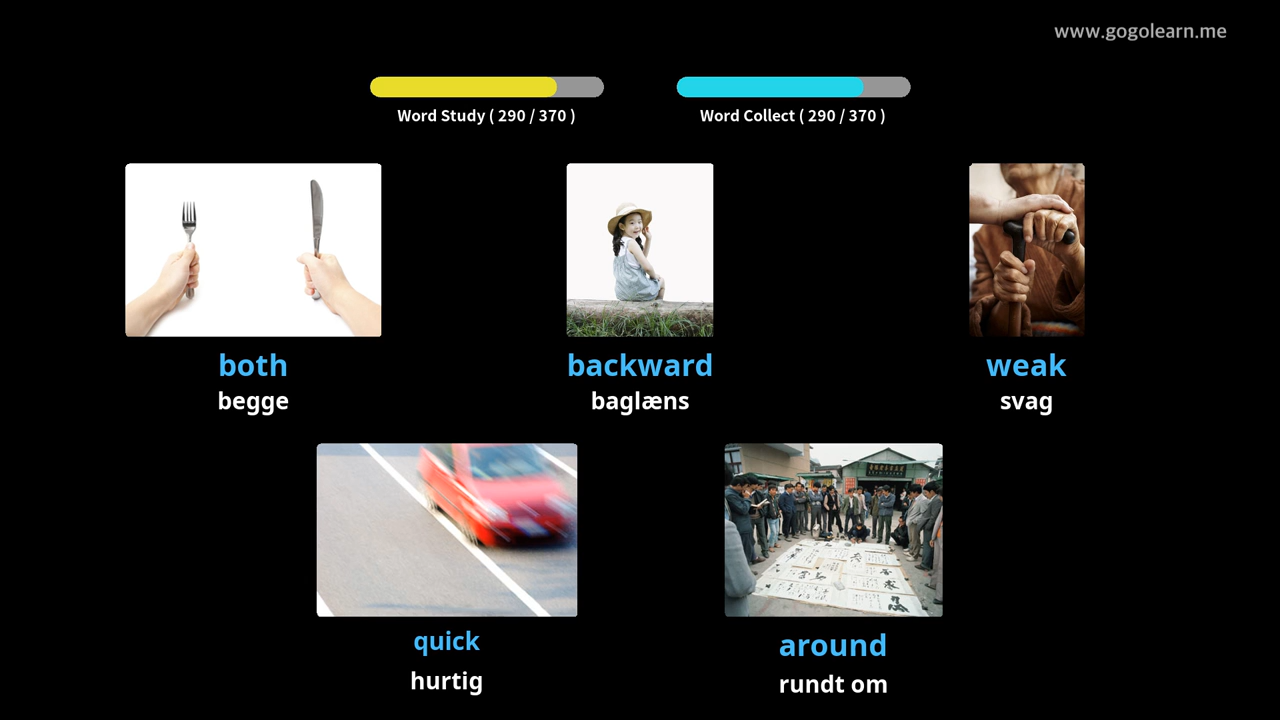 www.gogolearn.me
Word Study ( 290 / 370 )
Word Collect ( 290 / 370 )
both
begge
backward
baglæns
weak
svag
quick
hurtig
around
rundt om